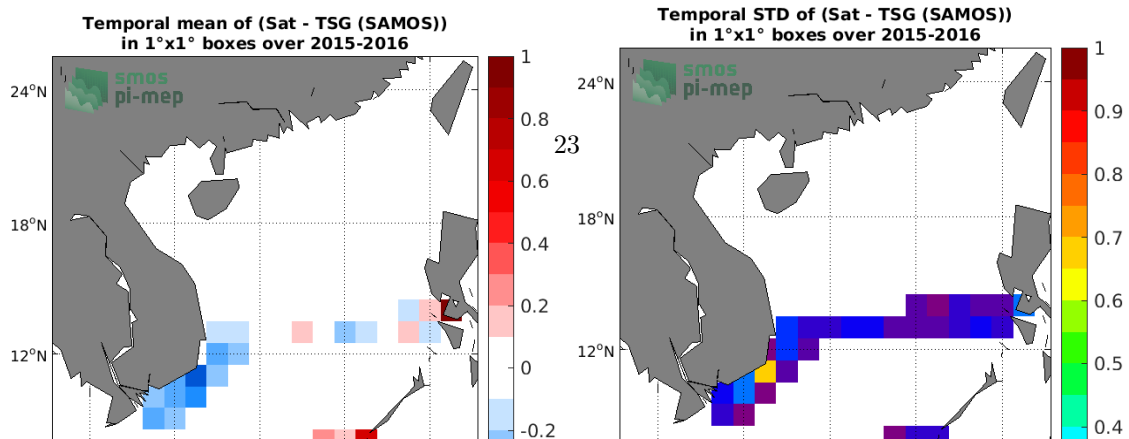 Temporal mean of (Sat - TSG (SAMOS))
in 1°x1° boxes over 2015-2016
smos
pi-mep
24°N
18°N
12°N
1
0.8
0.6
0.4
0.2
0
-0.2
23
Temporal STD of (Sat - TSG (SAMOS))
in 1°x1° boxes over 2015-2016
smos
pi-mep
24°N
18°N
12°N
1
0.9
0.8
0.7
0.6
0.5
0.4